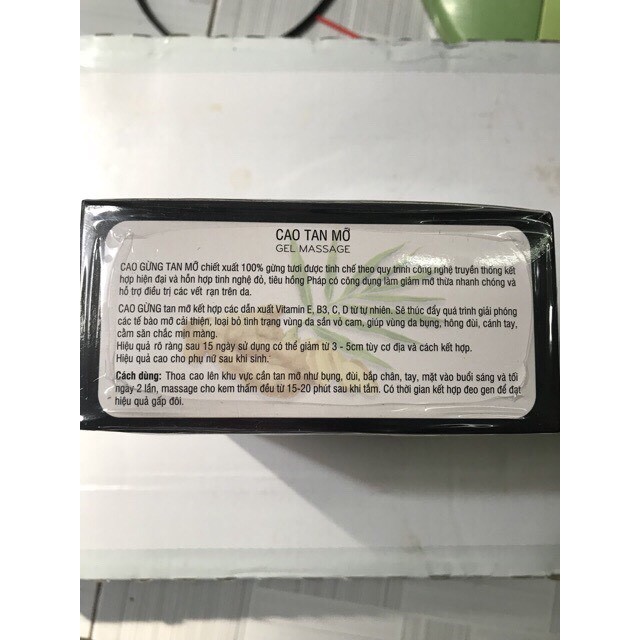 CAO TAN MỠ
GEL MASSAGE
CAO GỪNG TAN MỠ chiết xuất 100% gừng tươi được tinh chế theo quy trình công nghệ truyền thống kết
hợp hiện đại và hỗn hợp tinh nghệ đỏ, tiêu hồng Pháp có công dụng làm giảm mỡ thừa nhanh chóng và
hỗ trợ điều trị các vết rạn trên da.
CAO GỪNG tan mỡ kết hợp các dẫn xuất Vitamin E, B3, C, D từ tự nhiên. Sẽ thúc đẩy quá trình giải phóng
các tế bào mỡ cải thiện, loại bỏ tình trạng vùng da sần vỏ cam, giúp vùng da bụng, hông đùi, cánh tay,
cằm săn chắc mịn màng.
Hiệu quả rõ ràng sau 15 ngày sử dụng có thể giảm từ 3 - 5cm tùy cơ địa và cách kết hợp.
Hiệu quả cao cho phụ nữ sau khi sinh.
Cách dùng: Thoa cao lên khu vực cần tan mỡ như bụng, đùi, bắp chân, tay, mặt vào buổi sáng và tối
ngày 2 lần, massage cho kem thấm đều từ 15-20 phút sau khi tắm. Có thời gian kết hợp đeo gen để đạt
hiệu quả gấp đôi.